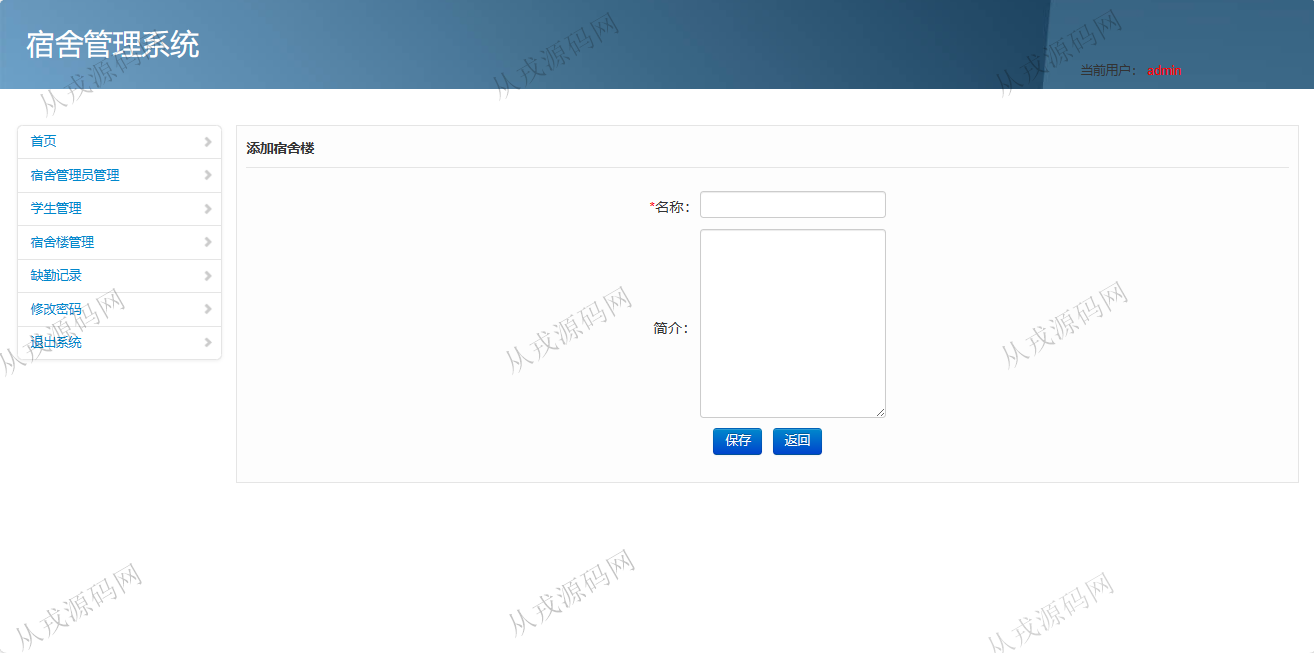 宿舍管理系统
当前用户： admin
首页
宿舍管理员管理
学生管理
宿舍楼管理
缺勤记录
修改密码
退出系统
添加宿舍楼
*名称：
简介：
保存 返回
从戎源码网
从戎源码网
从戎源码网
从戎源码网
从戎源码网
从戎源码网
从戎源码网
从戎源码网
从戎源码网